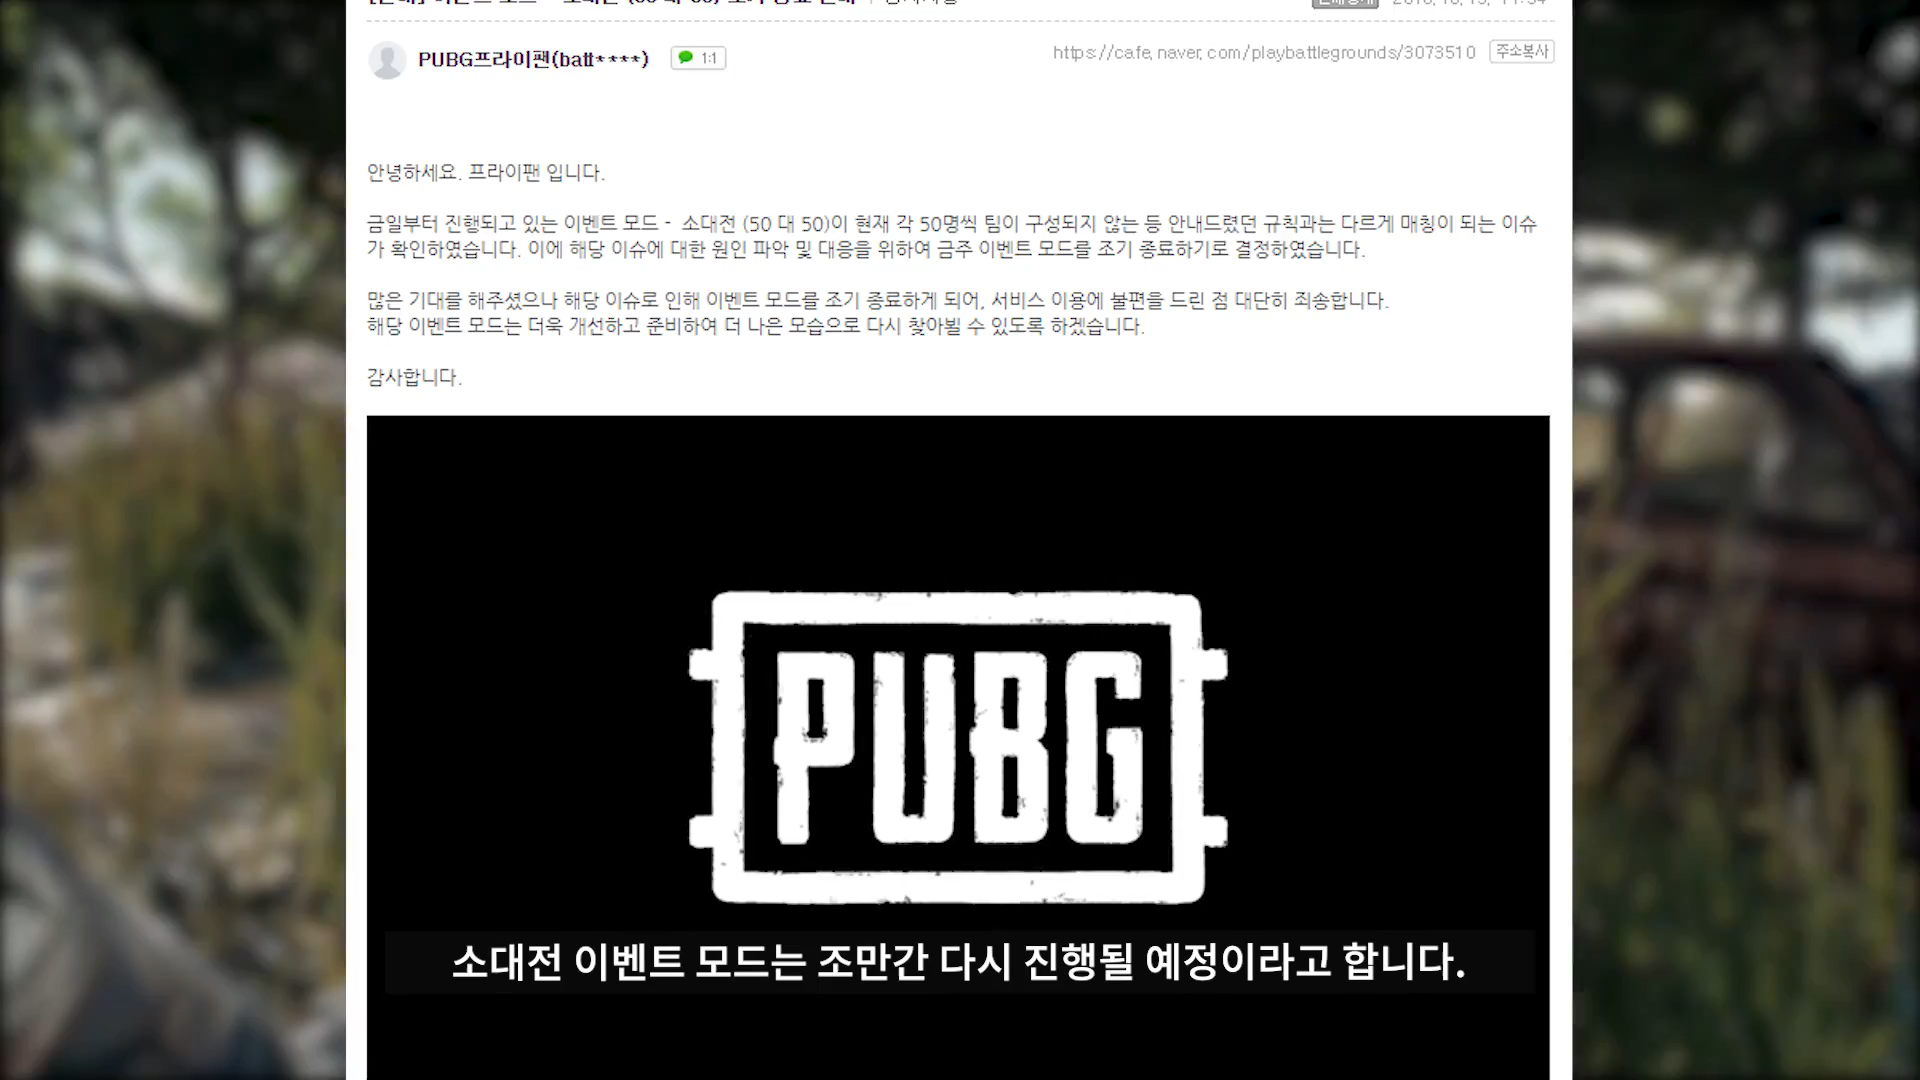 PUBG프라이팬(batt****) 1:1
https://cafe.naver.com/playbattlegrounds/3073510 주소복사
안녕하세요. 프라이팬 입니다.
금일부터 진행되고 있는 이벤트 모드 - 소대전 (50 대 50)이 현재 각 50명씩 팀이 구성되지 않는 등 안내드렸던 규칙과는 다르게 매칭이 되는 이슈
가 확인하였습니다. 이에 해당 이슈에 대한 원인 파악 및 대응을 위하여 금주 이벤트 모드를 조기 종료하기로 결정하였습니다.
많은 기대를 해주셨으나 해당 이슈로 인해 이벤트 모드를 조기 종료하게 되어, 서비스 이용에 불편을 드린 점 대단히 죄송합니다.
해당 이벤트 모드는 더욱 개선하고 준비하여 더 나은 모습으로 다시 찾아뵐 수 있도록 하겠습니다.
감사합니다.
PUBG
소대전 이벤트 모드는 조만간 다시 진행될 예정이라고 합니다.